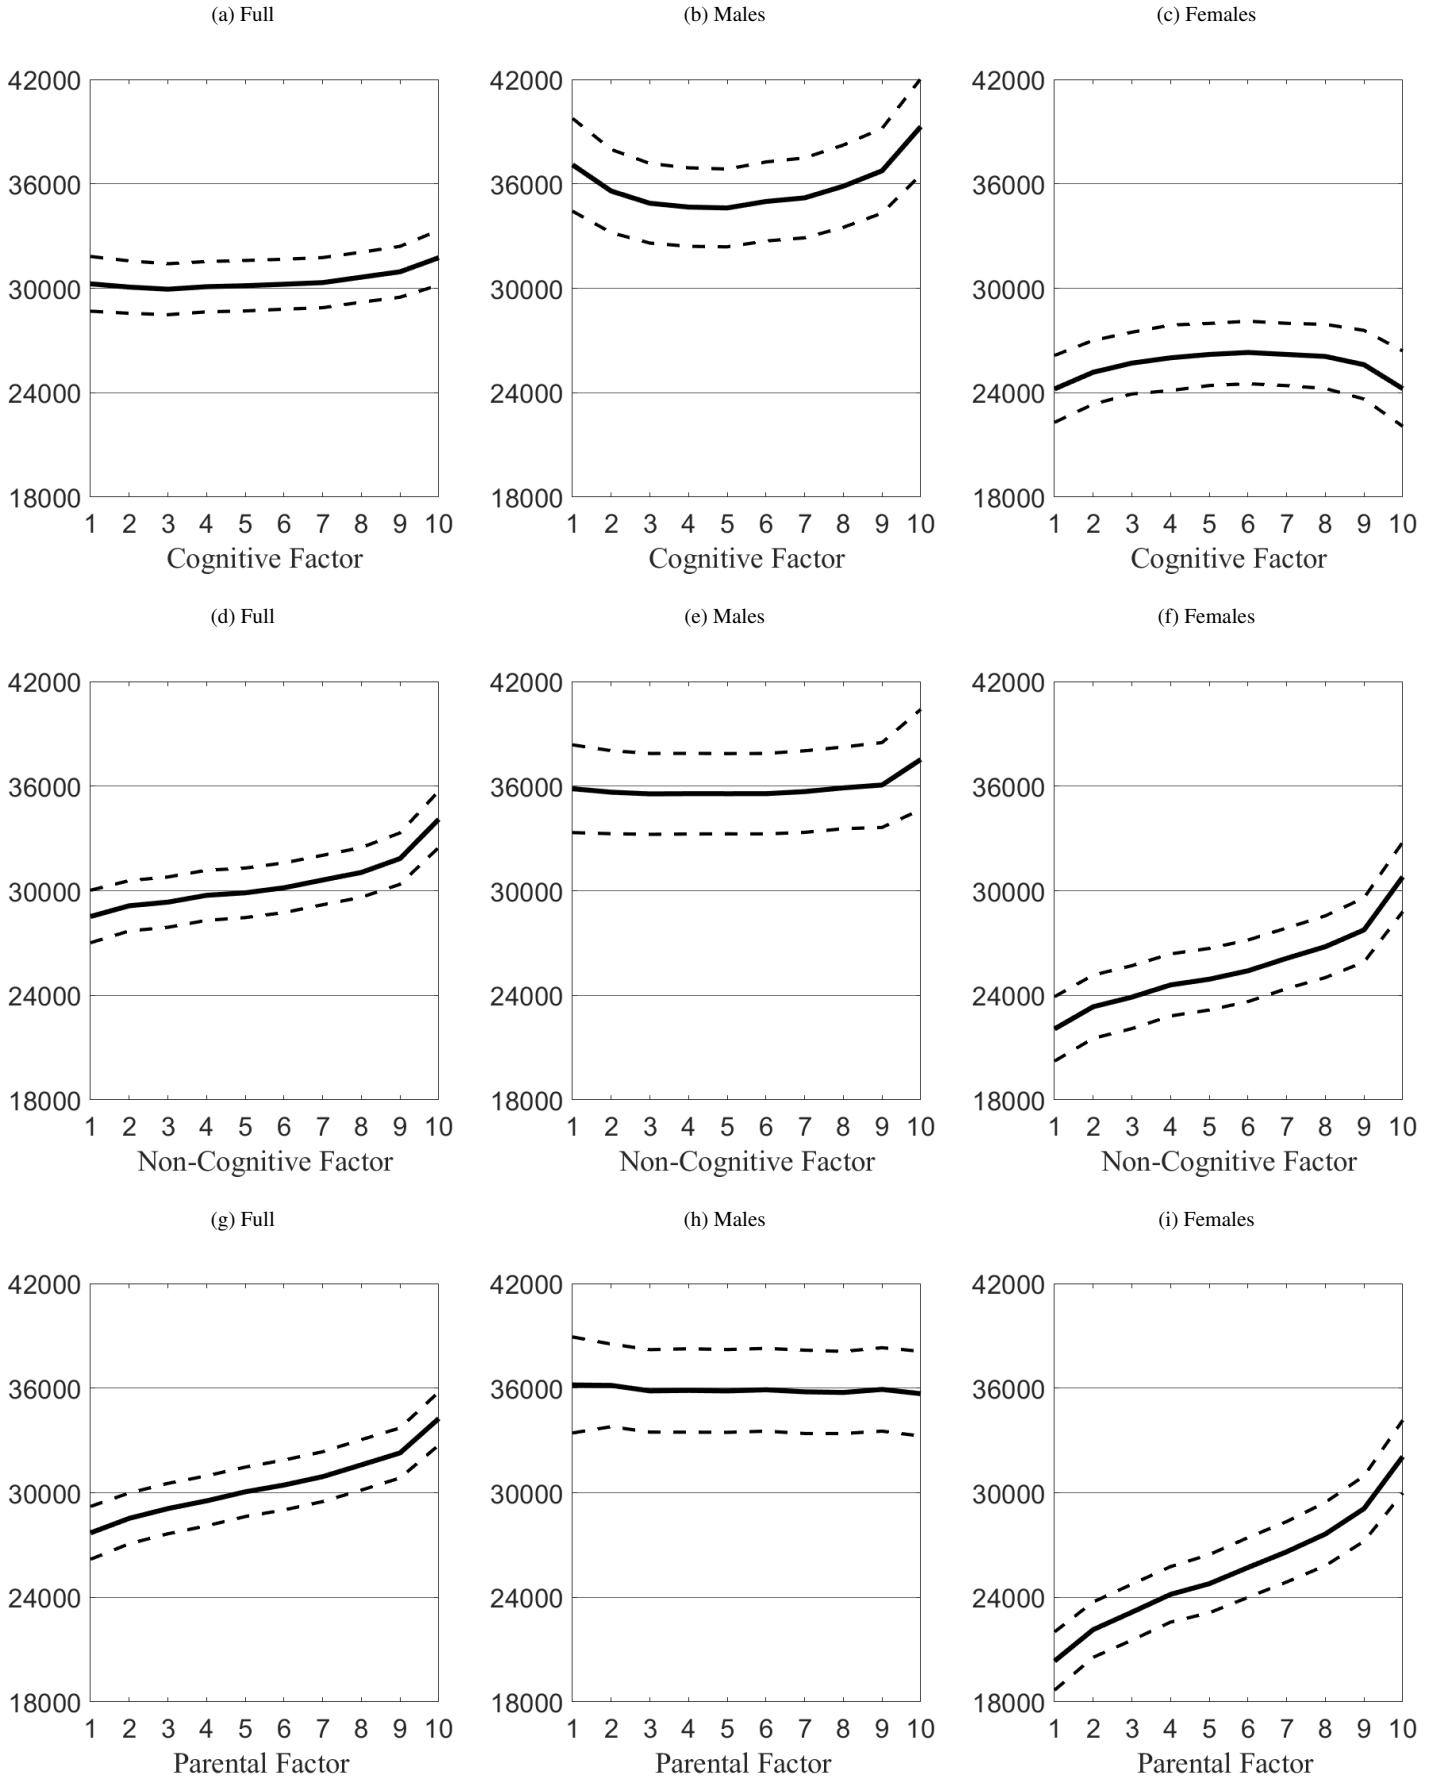 (a) Full
(b) Males
(c) Females
42000
36000
30000
24000
18000
1 2 3 4 5 6 7 8 9 10
Cognitive Factor
42000
36000
30000
24000
18000
1 2 3 4 5 6 7 8 9 10
Cognitive Factor
42000
36000
30000
24000
18000
1 2 3 4 5 6 7 8 9 10
Cognitive Factor
(d) Full
(e) Males
(f) Females
42000
36000
30000
24000
18000
1 2 3 4 5 6 7 8 9 10
Non-Cognitive Factor
42000
36000
30000
24000
18000
1 2 3 4 5 6 7 8 9 10
Non-Cognitive Factor
42000
36000
30000
24000
18000
1 2 3 4 5 6 7 8 9 10
Non-Cognitive Factor
(g) Full
(h) Males
(i) Females
42000
36000
30000
24000
18000
1 2 3 4 5 6 7 8 9 10
Parental Factor
42000
36000
30000
24000
18000
1 2 3 4 5 6 7 8 9 10
Parental Factor
42000
36000
30000
24000
18000
1 2 3 4 5 6 7 8 9 10
Parental Factor